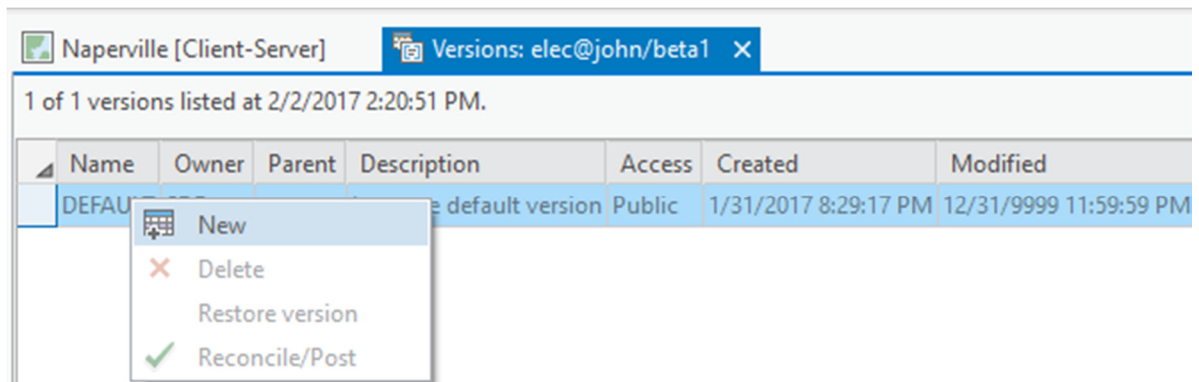 Naperville [Client-Server] Versions: elec@john/beta1
1 of 1 versions listed at 2/2/2017 2:20:51 PM.
Name Owner Parent Description Access Created Modified
default version Public 1/31/2017 8:29:17 PM 12/31/9999 11:59:59 PM
New
Delete
Restore version
Reconcile/Post